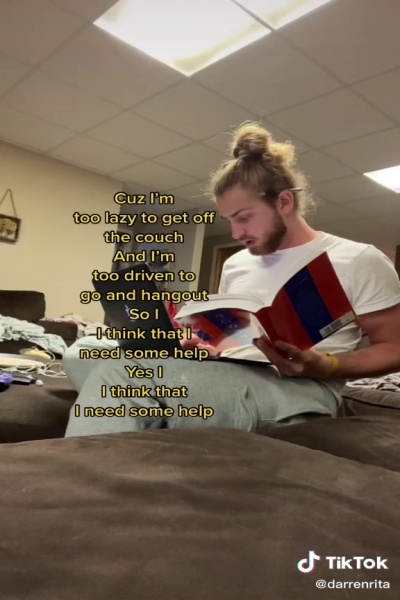 Cuz I'm
too lazy to get off
the couch
And I'm
too driven to
go and hangout
So I
I think that I
need some help
Yes I
I think that
I need some help
TikTok
@darrenrita